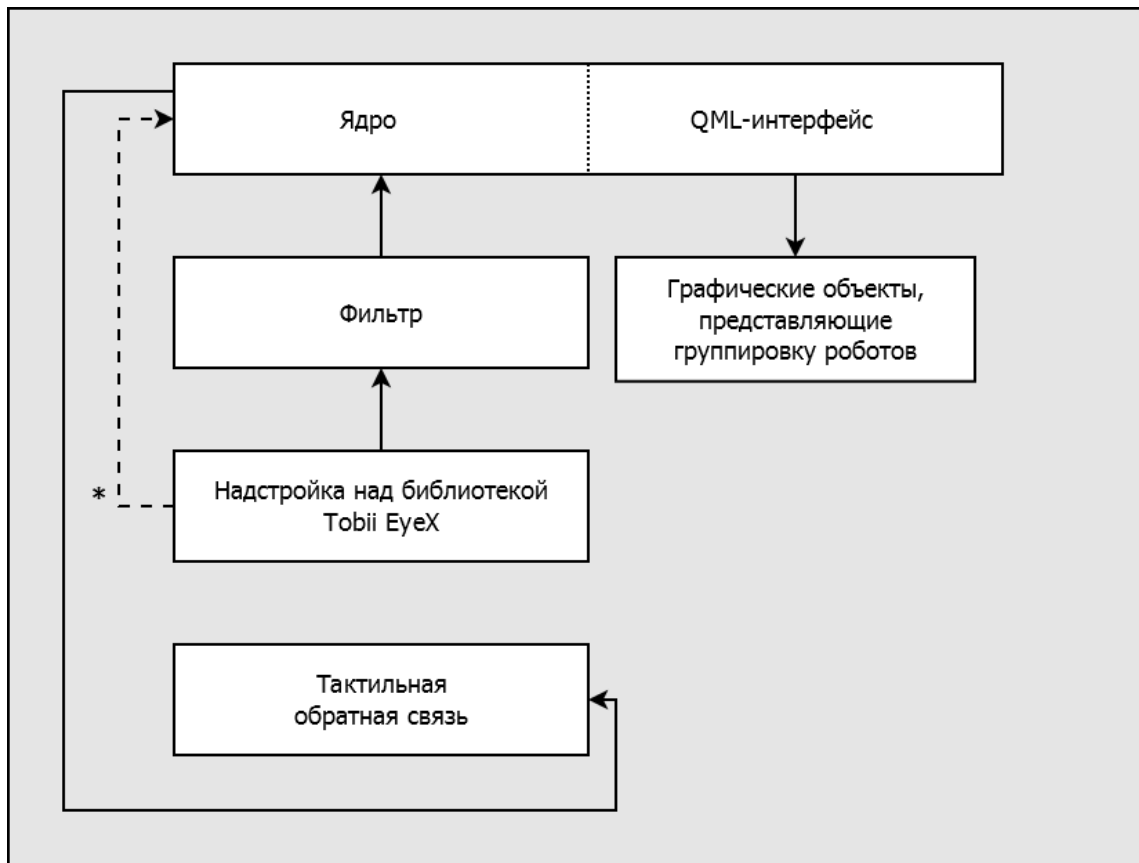 Ядро
QML-интерфейс
Фильтр
Графические объекты,
представляющие
группировку роботов
*
Надстройка над библиотекой
Tobii EyeX
Тактильная
обратная связь